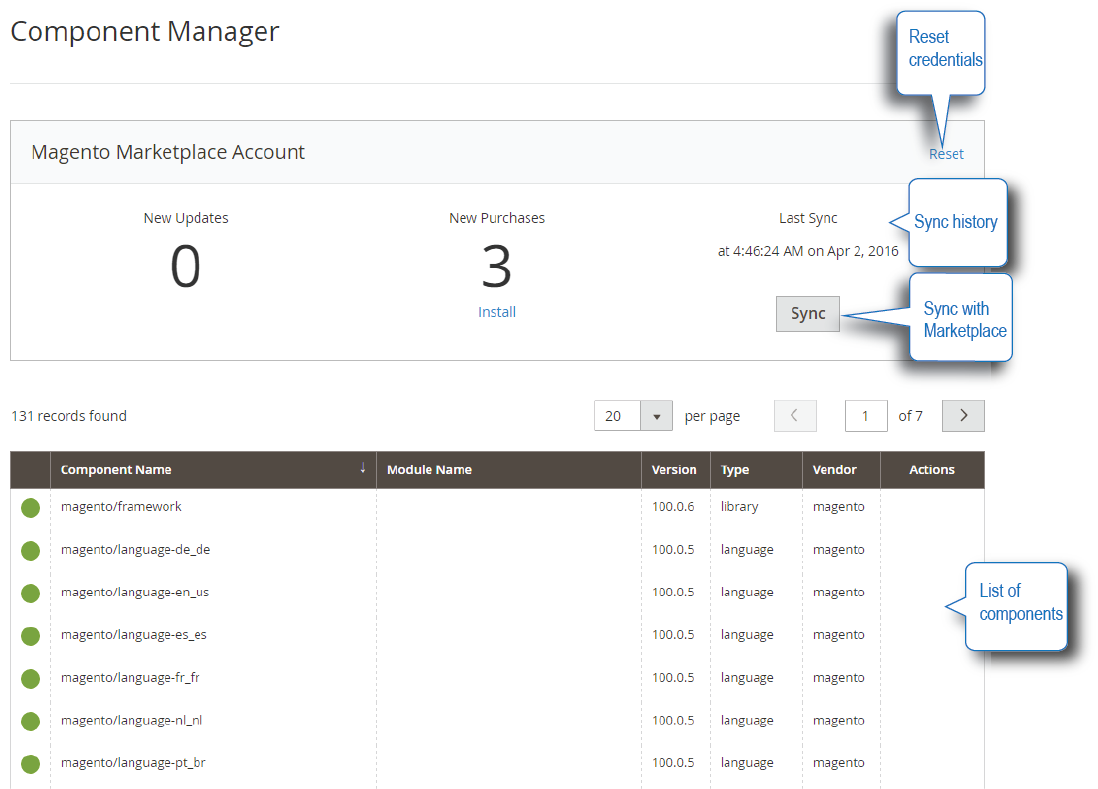 Component Manager
Reset
credentials
Magento Marketplace Account
Reset
New Updates
New Purchases
Last Sync
Sync history
0
3
at 4:46:24 AM on Apr 2, 2016
Install
Sync
Sync with
Marketplace
131 records found
20 per page
1 of 7
Component Name Module Name Version Type Vendor Actions
magento/framework 100.0.6 library magento
magento/language-de_de 100.0.5 language magento
magento/language-en_us 100.0.5 language magento
magento/language-es_es 100.0.5 language magento
magento/language-fr_fr 100.0.5 language magento
magento/language-nl_nl 100.0.5 language magento
magento/language-pt_br 100.0.5 language magento
List of
components